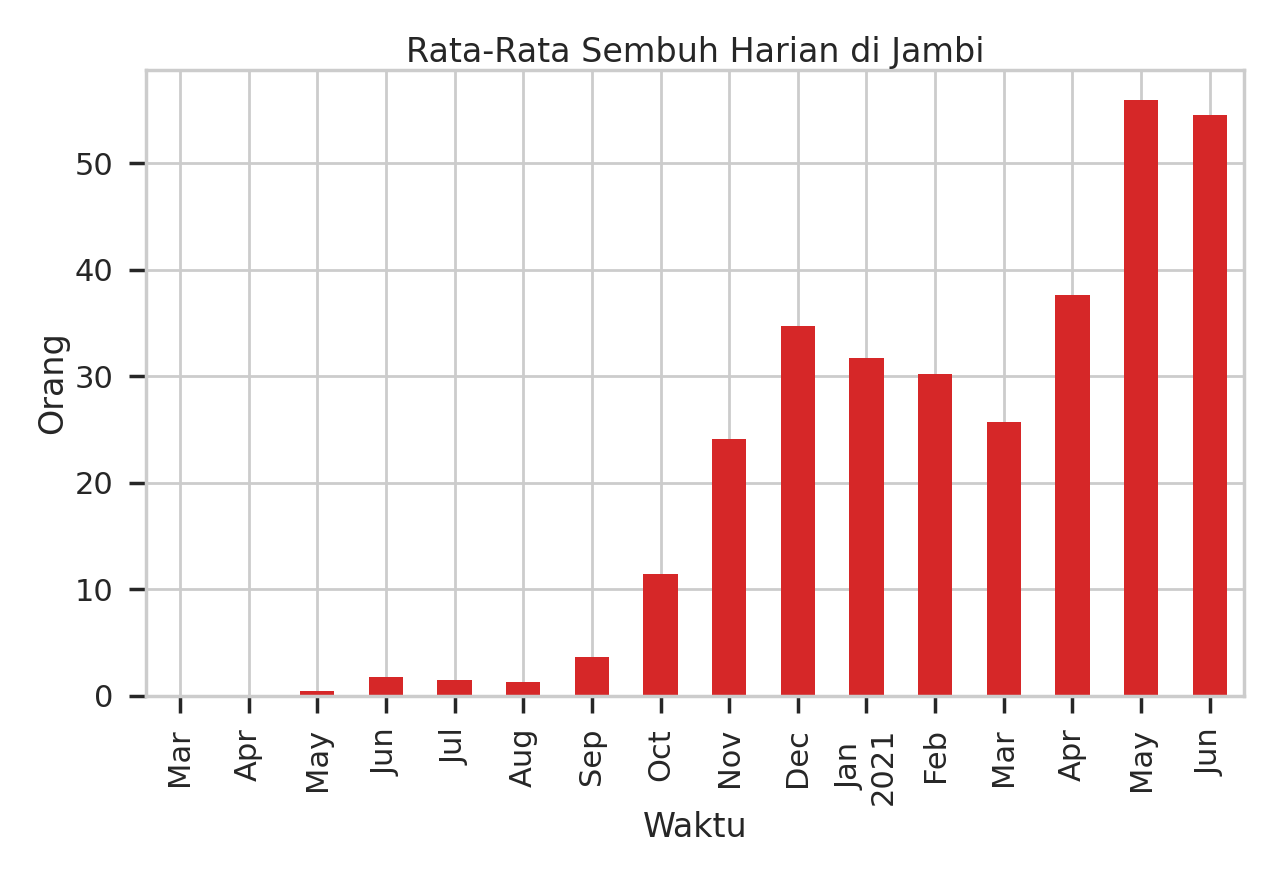 Rata-Rata Sembuh Harian di Jambi
50
40
30
20
10
0
Orang
Mar
Apr
May
Jun
Jul
Aug
Sep
Oct
Nov
Dec
Jan
2021
Feb
Mar
Apr
May
Jun
Waktu